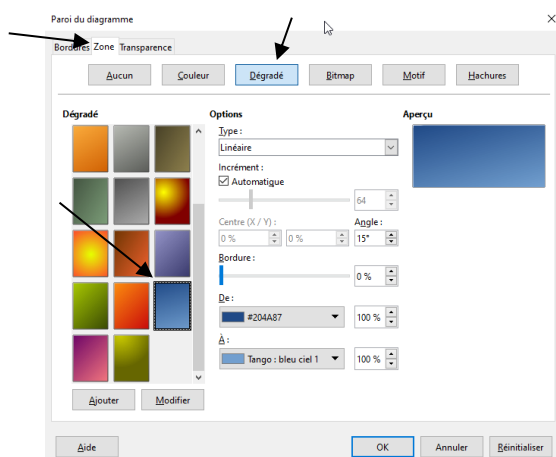 Paroi du diagramme
Bordures Zone Transparence
Aucun Couleur Dégradé Bitmap Motif Hachures
Dégradé Options Aperçu
Type :
Linéaire
Incrément :
Automatique
64
Centre (X / Y) : Angle :
0 % 0 % 15°
Bordure :
0 %
De :
#204A87 100 %
À :
Tango : bleu ciel 1 100 %
Ajouter Modifier
Aide OK Annuler Réinitialiser